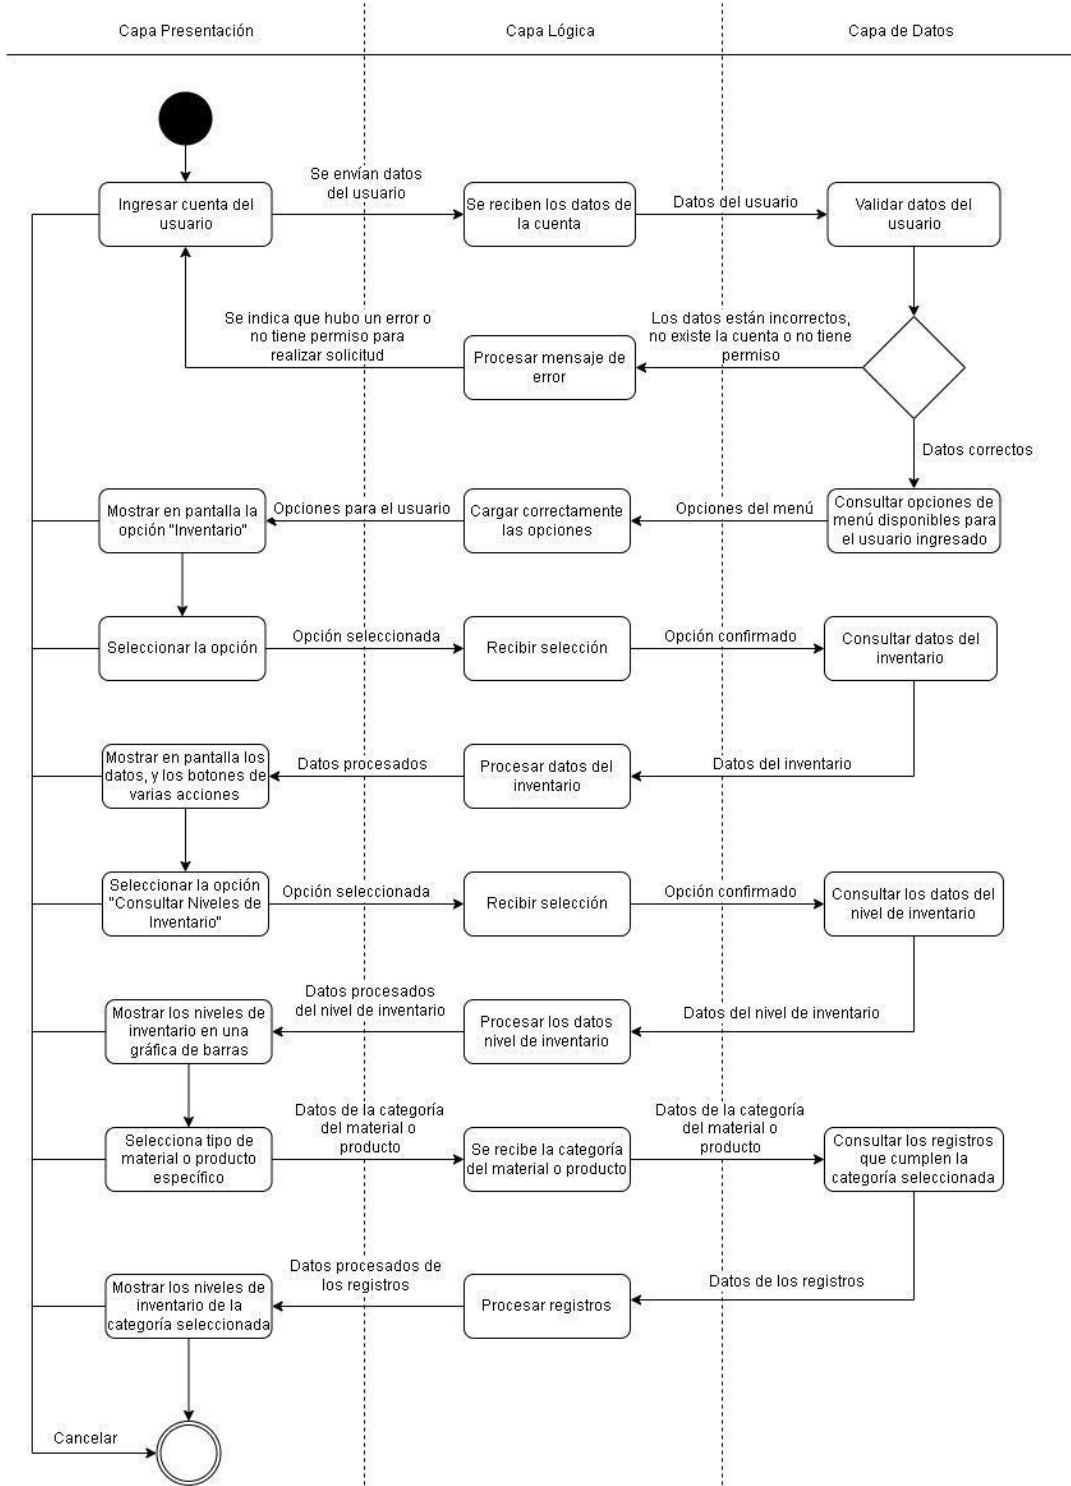 Capa Presentación
Capa Lógica
Capa de Datos
Ingresar cuenta del
usuario
Se envían datos
del usuario
Se reciben los datos de
la cuenta
Datos del usuario
Validar datos del
usuario
Los datos están incorrectos,
no existe la cuenta o no tiene
permiso
Procesar mensaje de
error
Se indica que hubo un error o
no tiene permiso para
realizar solicitud
Datos correctos
Consultar opciones de
menú disponibles para
el usuario ingresado
Opciones del menú
Cargar correctamente
las opciones
Opciones para el usuario
Mostrar en pantalla la
opción "Inventario"
Seleccionar la opción
Opción seleccionada
Recibir selección
Opción confirmado
Consultar datos del
inventario
Datos del inventario
Procesar datos del
inventario
Datos procesados
Mostrar en pantalla los
datos, y los botones de
varias acciones
Seleccionar la opción
"Consultar Niveles de
Inventario"
Opción seleccionada
Recibir selección
Opción confirmado
Consultar los datos del
nivel de inventario
Datos del nivel de inventario
Procesar los datos
nivel de inventario
Datos procesados
del nivel de inventario
Mostrar los niveles de
inventario en una
gráfica de barras
Selecciona tipo de
material o producto
específico
Datos de la categoría
del material o
producto
Se recibe la categoría
del material o producto
Datos de la categoría
del material o
producto
Consultar los registros
que cumplen la
categoría seleccionada
Datos de los registros
Procesar registros
Datos procesados de
los registros
Mostrar los niveles de
inventario de la
categoría seleccionada
Cancelar